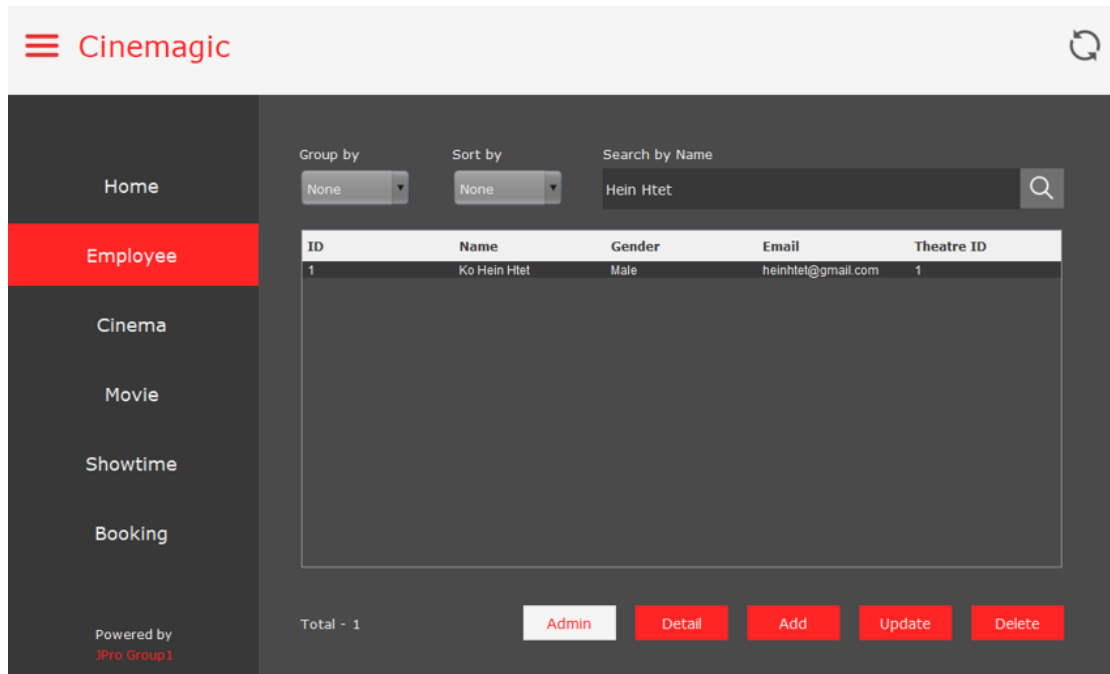 Cinemagic
Home
Employee
Cinema
Movie
Showtime
Booking
Powered by
JPro Group1
Group by Sort by Search by Name
None None Hein Htet
ID Name Gender Email Theatre ID
1 Ko Hein Htet Male heinhtet@gmail.com 1
Total - 1 Admin Detail Add Update Delete